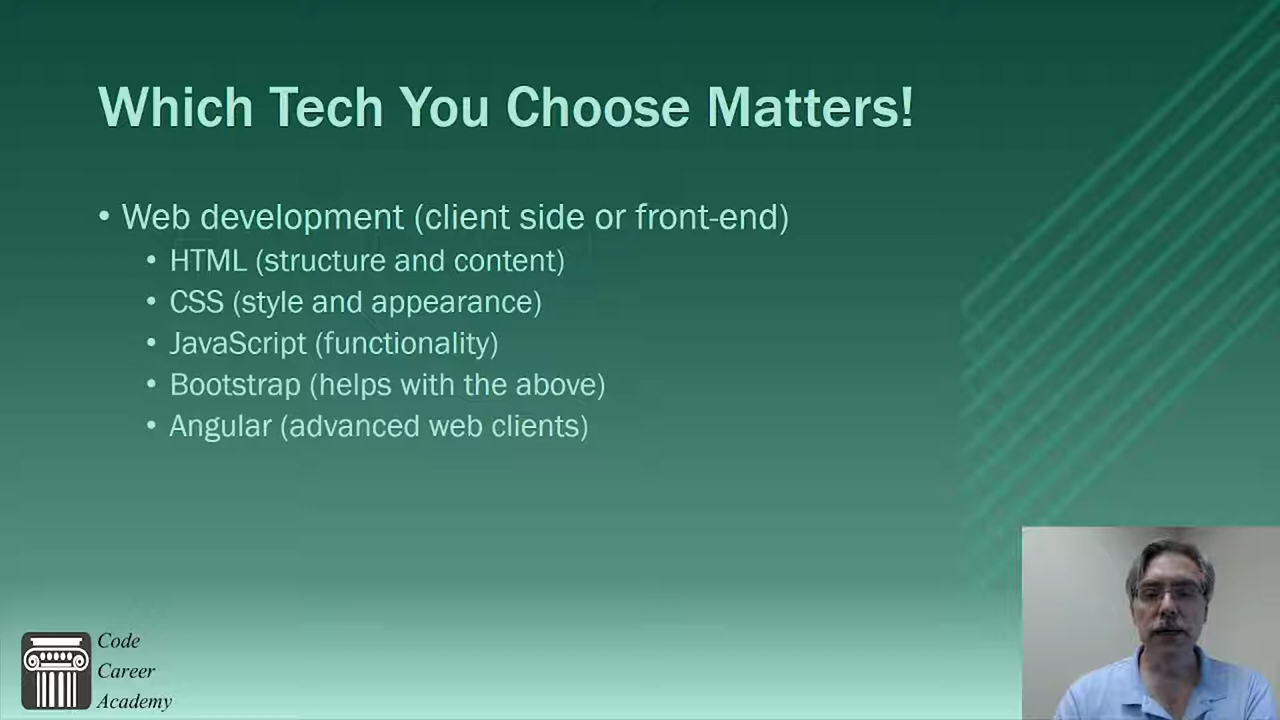 Which Tech You Choose Matters!
• Web development (client side or front-end)
• HTML (structure and content)
• CSS (style and appearance)
• JavaScript (functionality)
• Bootstrap (helps with the above)
• Angular (advanced web clients)
Code
Career
Academy